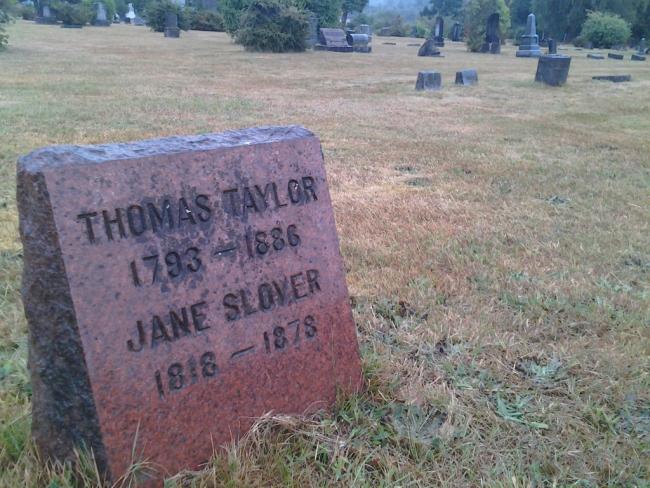 THOMAS TAYLOR
1793 — 1886
JANE SLOVER
1818 — 1878